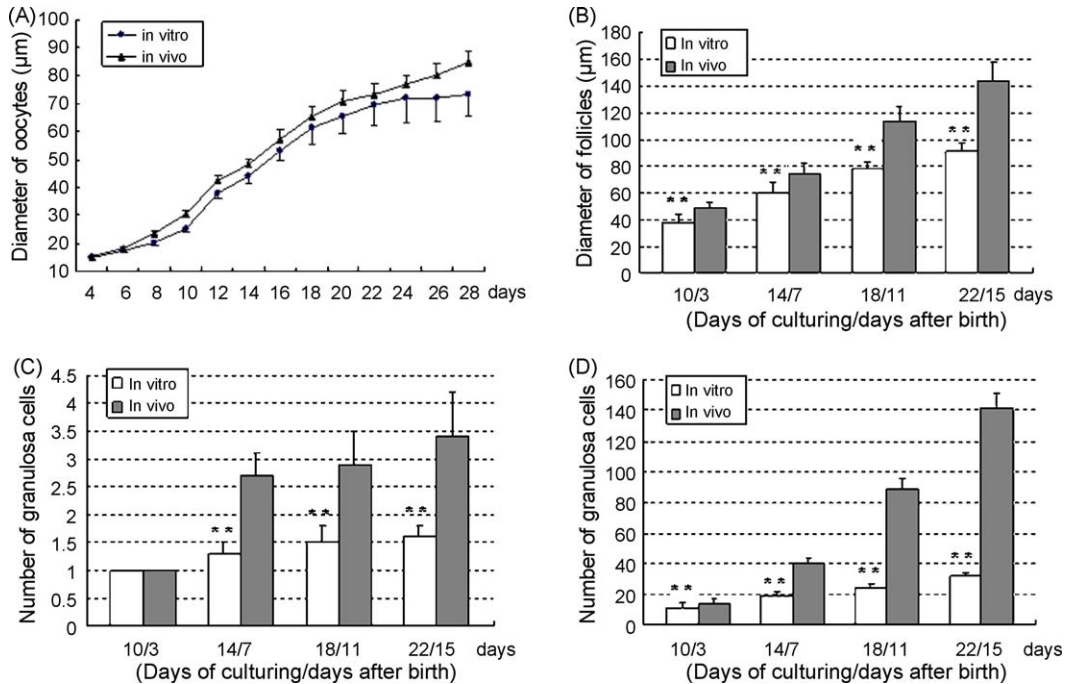 (A)
Diameter of oocytes (µm)
100
90
80
70
60
50
40
30
20
10
in vitro
in vivo
4 6 8 10 12 14 16 18 20 22 24 26 28 days
(B)
Diameter of follicles (µm)
180
160
140
120
100
80
60
40
20
0
In vitro
In vivo
** ** ** **
10/3 14/7 18/11 22/15 days
(Days of culturing/days after birth)
(C)
Number of granulosa cells
4.5
4
3.5
3
2.5
2
1.5
1
0.5
0
In vitro
In vivo
** ** **
10/3 14/7 18/11 22/15 days
(Days of culturing/days after birth)
(D)
Number of granulosa cells
160
140
120
100
80
60
40
20
0
In vitro
In vivo
** ** ** **
10/3 14/7 18/11 22/15 days
(Days of culturing/days after birth)